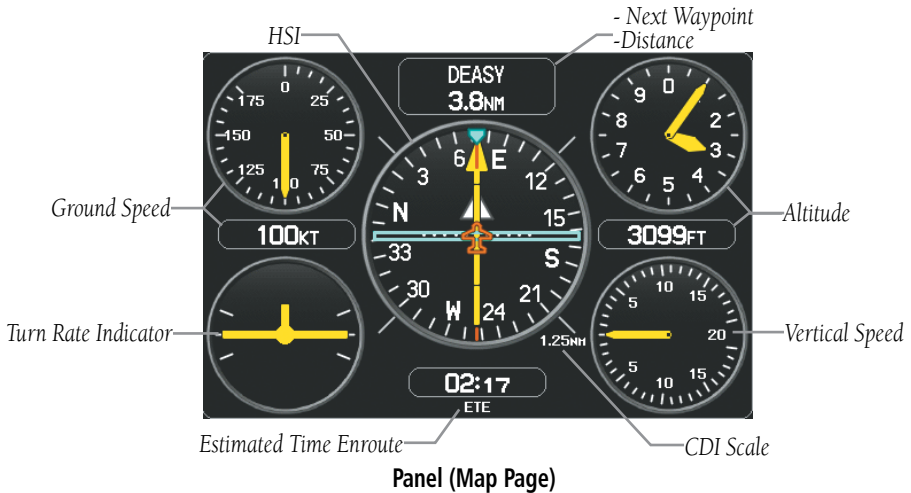 - Next Waypoint
-Distance
HSI
DEASY
3.8NM
0
25
50
75
100
125
150
175
0
2
3
4
5
6
7
8
9
6
E
12
15
S
21
24
W
30
33
N
3
Ground Speed
100KT
3099FT
Altitude
Turn Rate Indicator
5
10
15
20
15
10
5
Vertical Speed
1.25NM
02:17
ETE
Estimated Time Enroute
CDI Scale
Panel (Map Page)